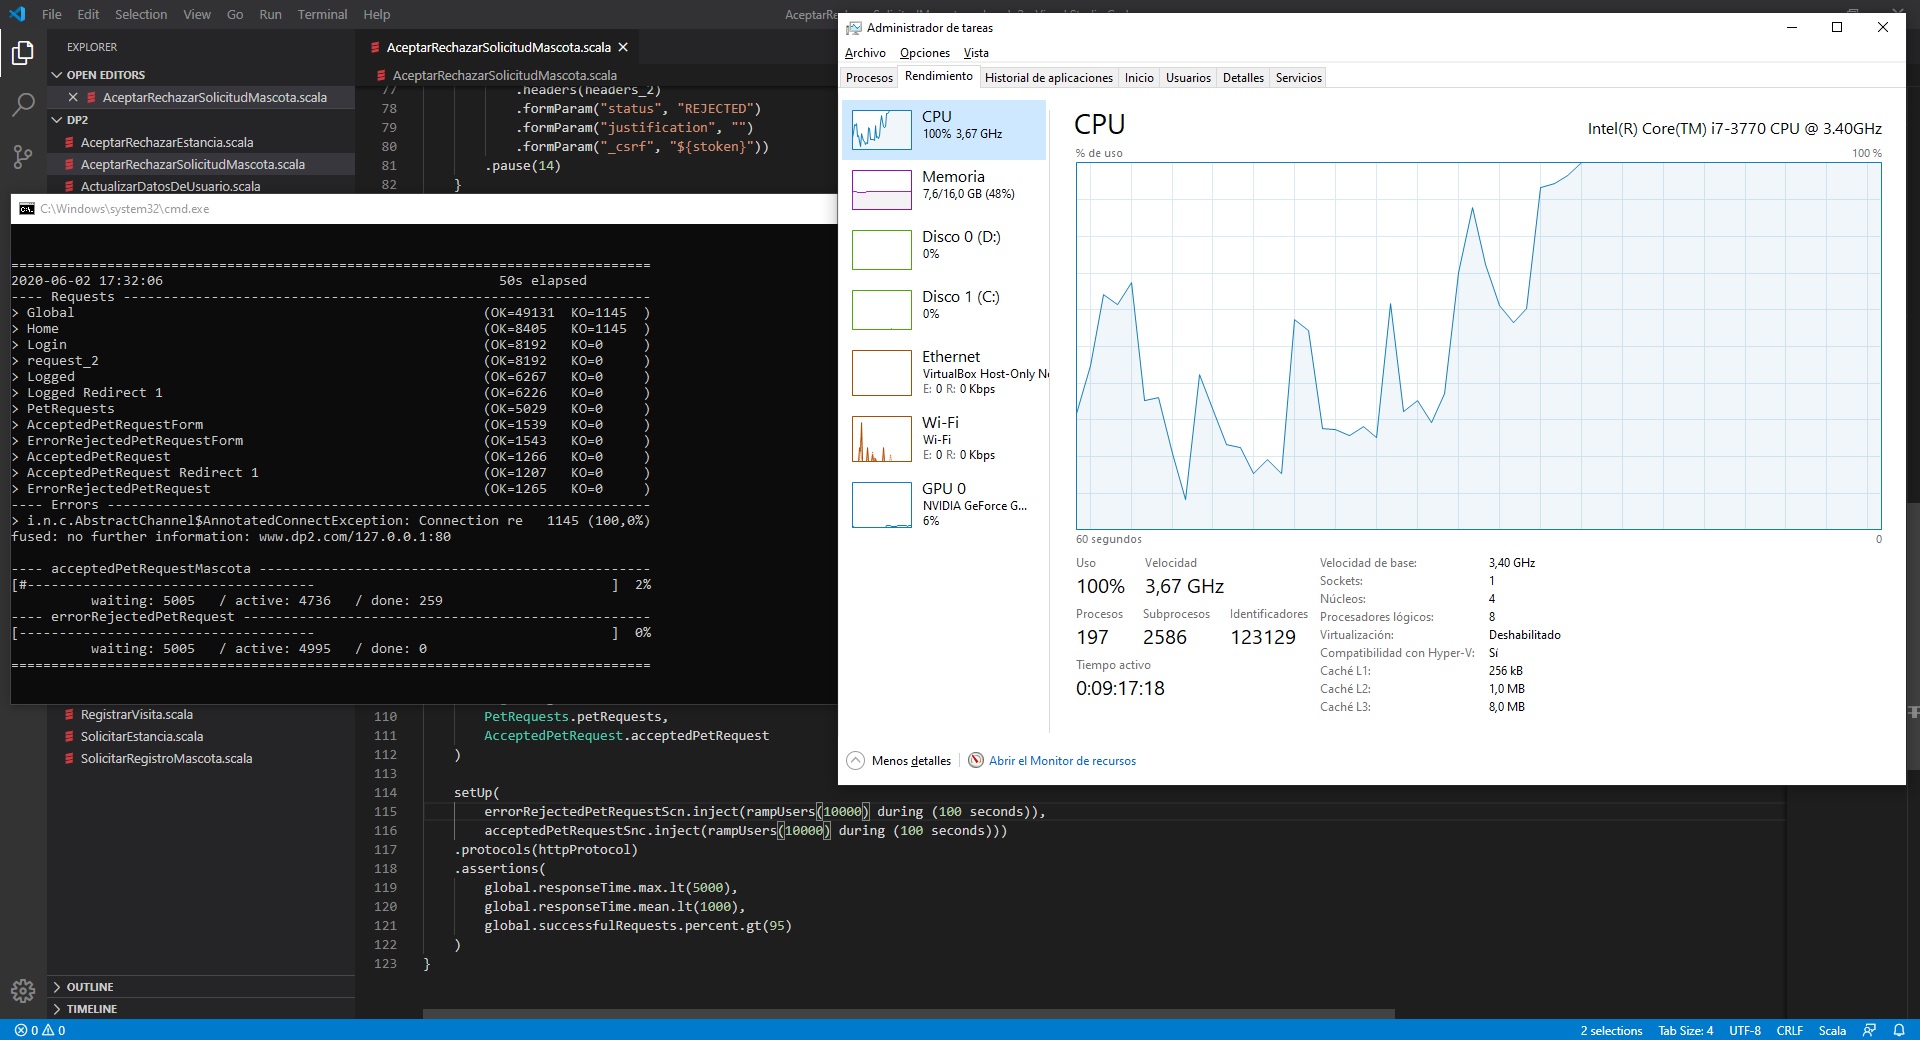 File Edit Selection View Go Run Terminal Help
EXPLORER
OPEN EDITORS
AceptarRechazarSolicitudMascota.scala
DP2
AceptarRechazarEstancia.scala
AceptarRechazarSolicitudMascota.scala
ActualizarDatosDeUsuario.scala
AceptarRechazarSolicitudMascota.scala
AceptarRechazarSolicitudMascota.scala
77 .headers(headers_2)
78 .formParam("status", "REJECTED")
79 .formParam("justification", "")
80 .formParam("_csrf", "${stoken}"))
81 .pause(14)
82 }
C:\Windows\system32\cmd.exe
================================================================================
2020-06-02 17:32:06 50s elapsed
---- Requests ------------------------------------------------------------------
> Global (OK=49131 KO=1145 )
> Home (OK=8405 KO=1145 )
> Login (OK=8192 KO=0 )
> request_2 (OK=8192 KO=0 )
> Logged (OK=6267 KO=0 )
> Logged Redirect 1 (OK=6226 KO=0 )
> PetRequests (OK=5029 KO=0 )
> AcceptedPetRequestForm (OK=1539 KO=0 )
> ErrorRejectedPetRequestForm (OK=1543 KO=0 )
> AcceptedPetRequest (OK=1266 KO=0 )
> AcceptedPetRequest Redirect 1 (OK=1207 KO=0 )
> ErrorRejectedPetRequest (OK=1265 KO=0 )
---- Errors --------------------------------------------------------------------
> i.n.c.AbstractChannel$AnnotatedConnectException: Connection re 1145 (100,0%)
fused: no further information: www.dp2.com/127.0.0.1:80
---- acceptedPetRequestMascota -------------------------------------------------
[#------------------------------------ ] 2%
waiting: 5005 / active: 4736 / done: 259
---- errorRejectedPetRequest ---------------------------------------------------
[------------------------------------- ] 0%
waiting: 5005 / active: 4995 / done: 0
================================================================================
RegistrarVisita.scala
SolicitarEstancia.scala
SolicitarRegistroMascota.scala
110 PetRequests.petRequests,
111 AcceptedPetRequest.acceptedPetRequest
112 )
113
114 setUp(
115 errorRejectedPetRequestScn.inject(rampUsers(10000) during (100 seconds)),
116 acceptedPetRequestSnc.inject(rampUsers(10000) during (100 seconds)))
117 .protocols(httpProtocol)
118 .assertions(
119 global.responseTime.max.lt(5000),
120 global.responseTime.mean.lt(1000),
121 global.successfulRequests.percent.gt(95)
122 )
123 }
OUTLINE
TIMELINE
0 0
2 selections Tab Size: 4 UTF-8 CRLF Scala
Administrador de tareas
Archivo Opciones Vista
Procesos Rendimiento Historial de aplicaciones Inicio Usuarios Detalles Servicios
CPU
100% 3,67 GHz
Memoria
7,6/16,0 GB (48%)
Disco 0 (D:)
0%
Disco 1 (C:)
0%
Ethernet
VirtualBox Host-Only
E: 0 R: 0 Kbps
Wi-Fi
Wi-Fi
E: 0 R: 0 Kbps
GPU 0
NVIDIA GeForce G...
6%
CPU
Intel(R) Core(TM) i7-3770 CPU @ 3.40GHz
% de uso 100 %
60 segundos 0
Uso Velocidad
100% 3,67 GHz
Procesos Subprocesos Identificadores
197 2586 123129
Tiempo activo
0:09:17:18
Velocidad de base: 3,40 GHz
Sockets: 1
Núcleos: 4
Procesadores lógicos: 8
Virtualización: Deshabilitado
Compatibilidad con Hyper-V: Sí
Caché L1: 256 kB
Caché L2: 1,0 MB
Caché L3: 8,0 MB
Menos detalles Abrir el Monitor de recursos